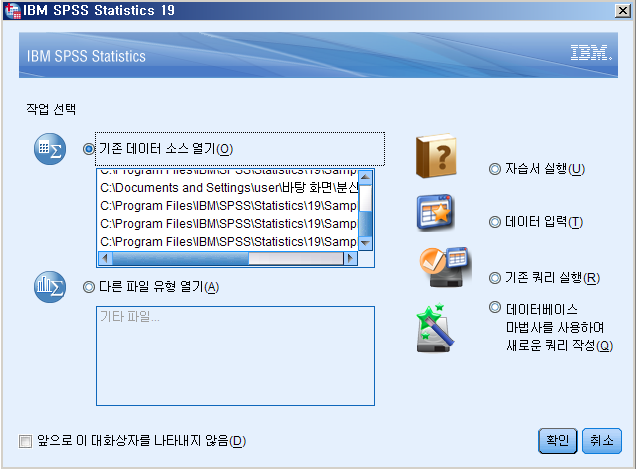 IBM SPSS Statistics 19
IBM SPSS Statistics
IBM.
작업 선택
기존 데이터 소스 열기(O)
C:\Program Files\IBM\SPSS\Statistics\19\Samp
C:\Documents and Settings\user\바탕 화면\분산
C:\Program Files\IBM\SPSS\Statistics\19\Samp
C:\Program Files\IBM\SPSS\Statistics\19\Samp
C:\Program Files\IBM\SPSS\Statistics\19\Samp
다른 파일 유형 열기(A)
기타 파일...
자습서 실행(U)
데이터 입력(T)
기존 쿼리 실행(R)
데이터베이스
마법사를 사용하여
새로운 쿼리 작성(Q)
앞으로 이 대화상자를 나타내지 않음(D)
확인
취소